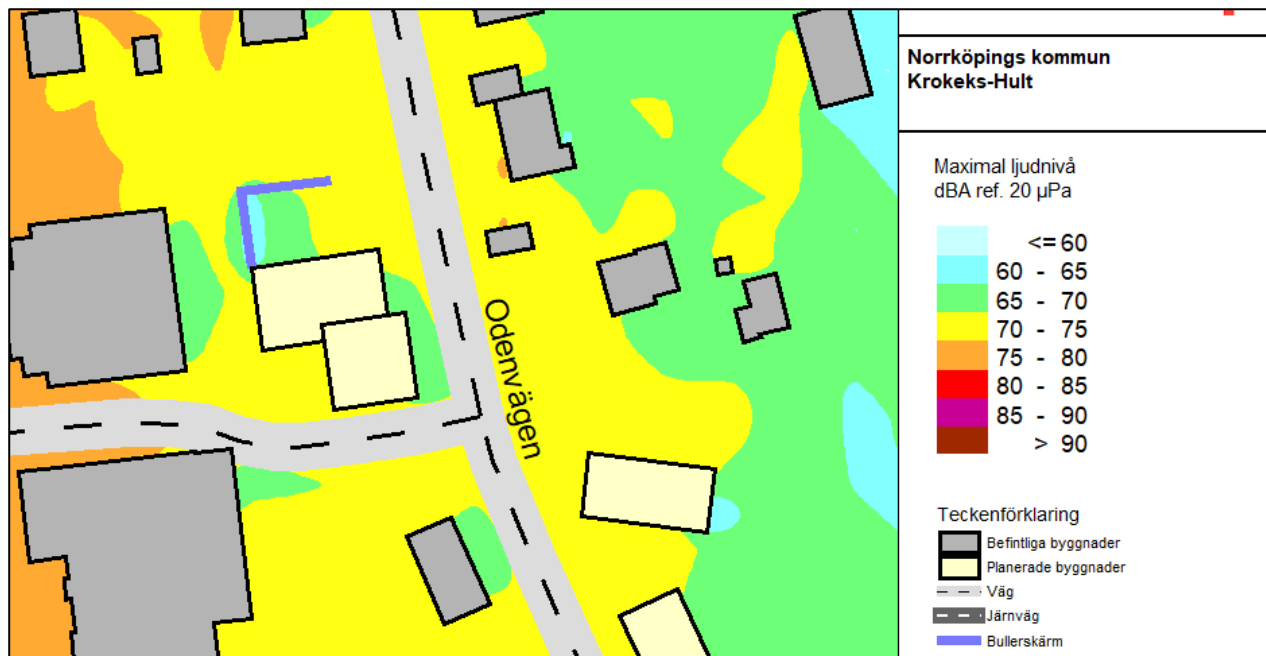 Norrköpings kommun
Krokeks-Hult
Maximal ljudnivå
dBA ref. 20 µPa
<= 60
60 - 65
65 - 70
70 - 75
75 - 80
80 - 85
85 - 90
> 90
Teckenförklaring
Befintliga byggnader
Planerade byggnader
Väg
Järnväg
Bullerskärm
Odenvägen